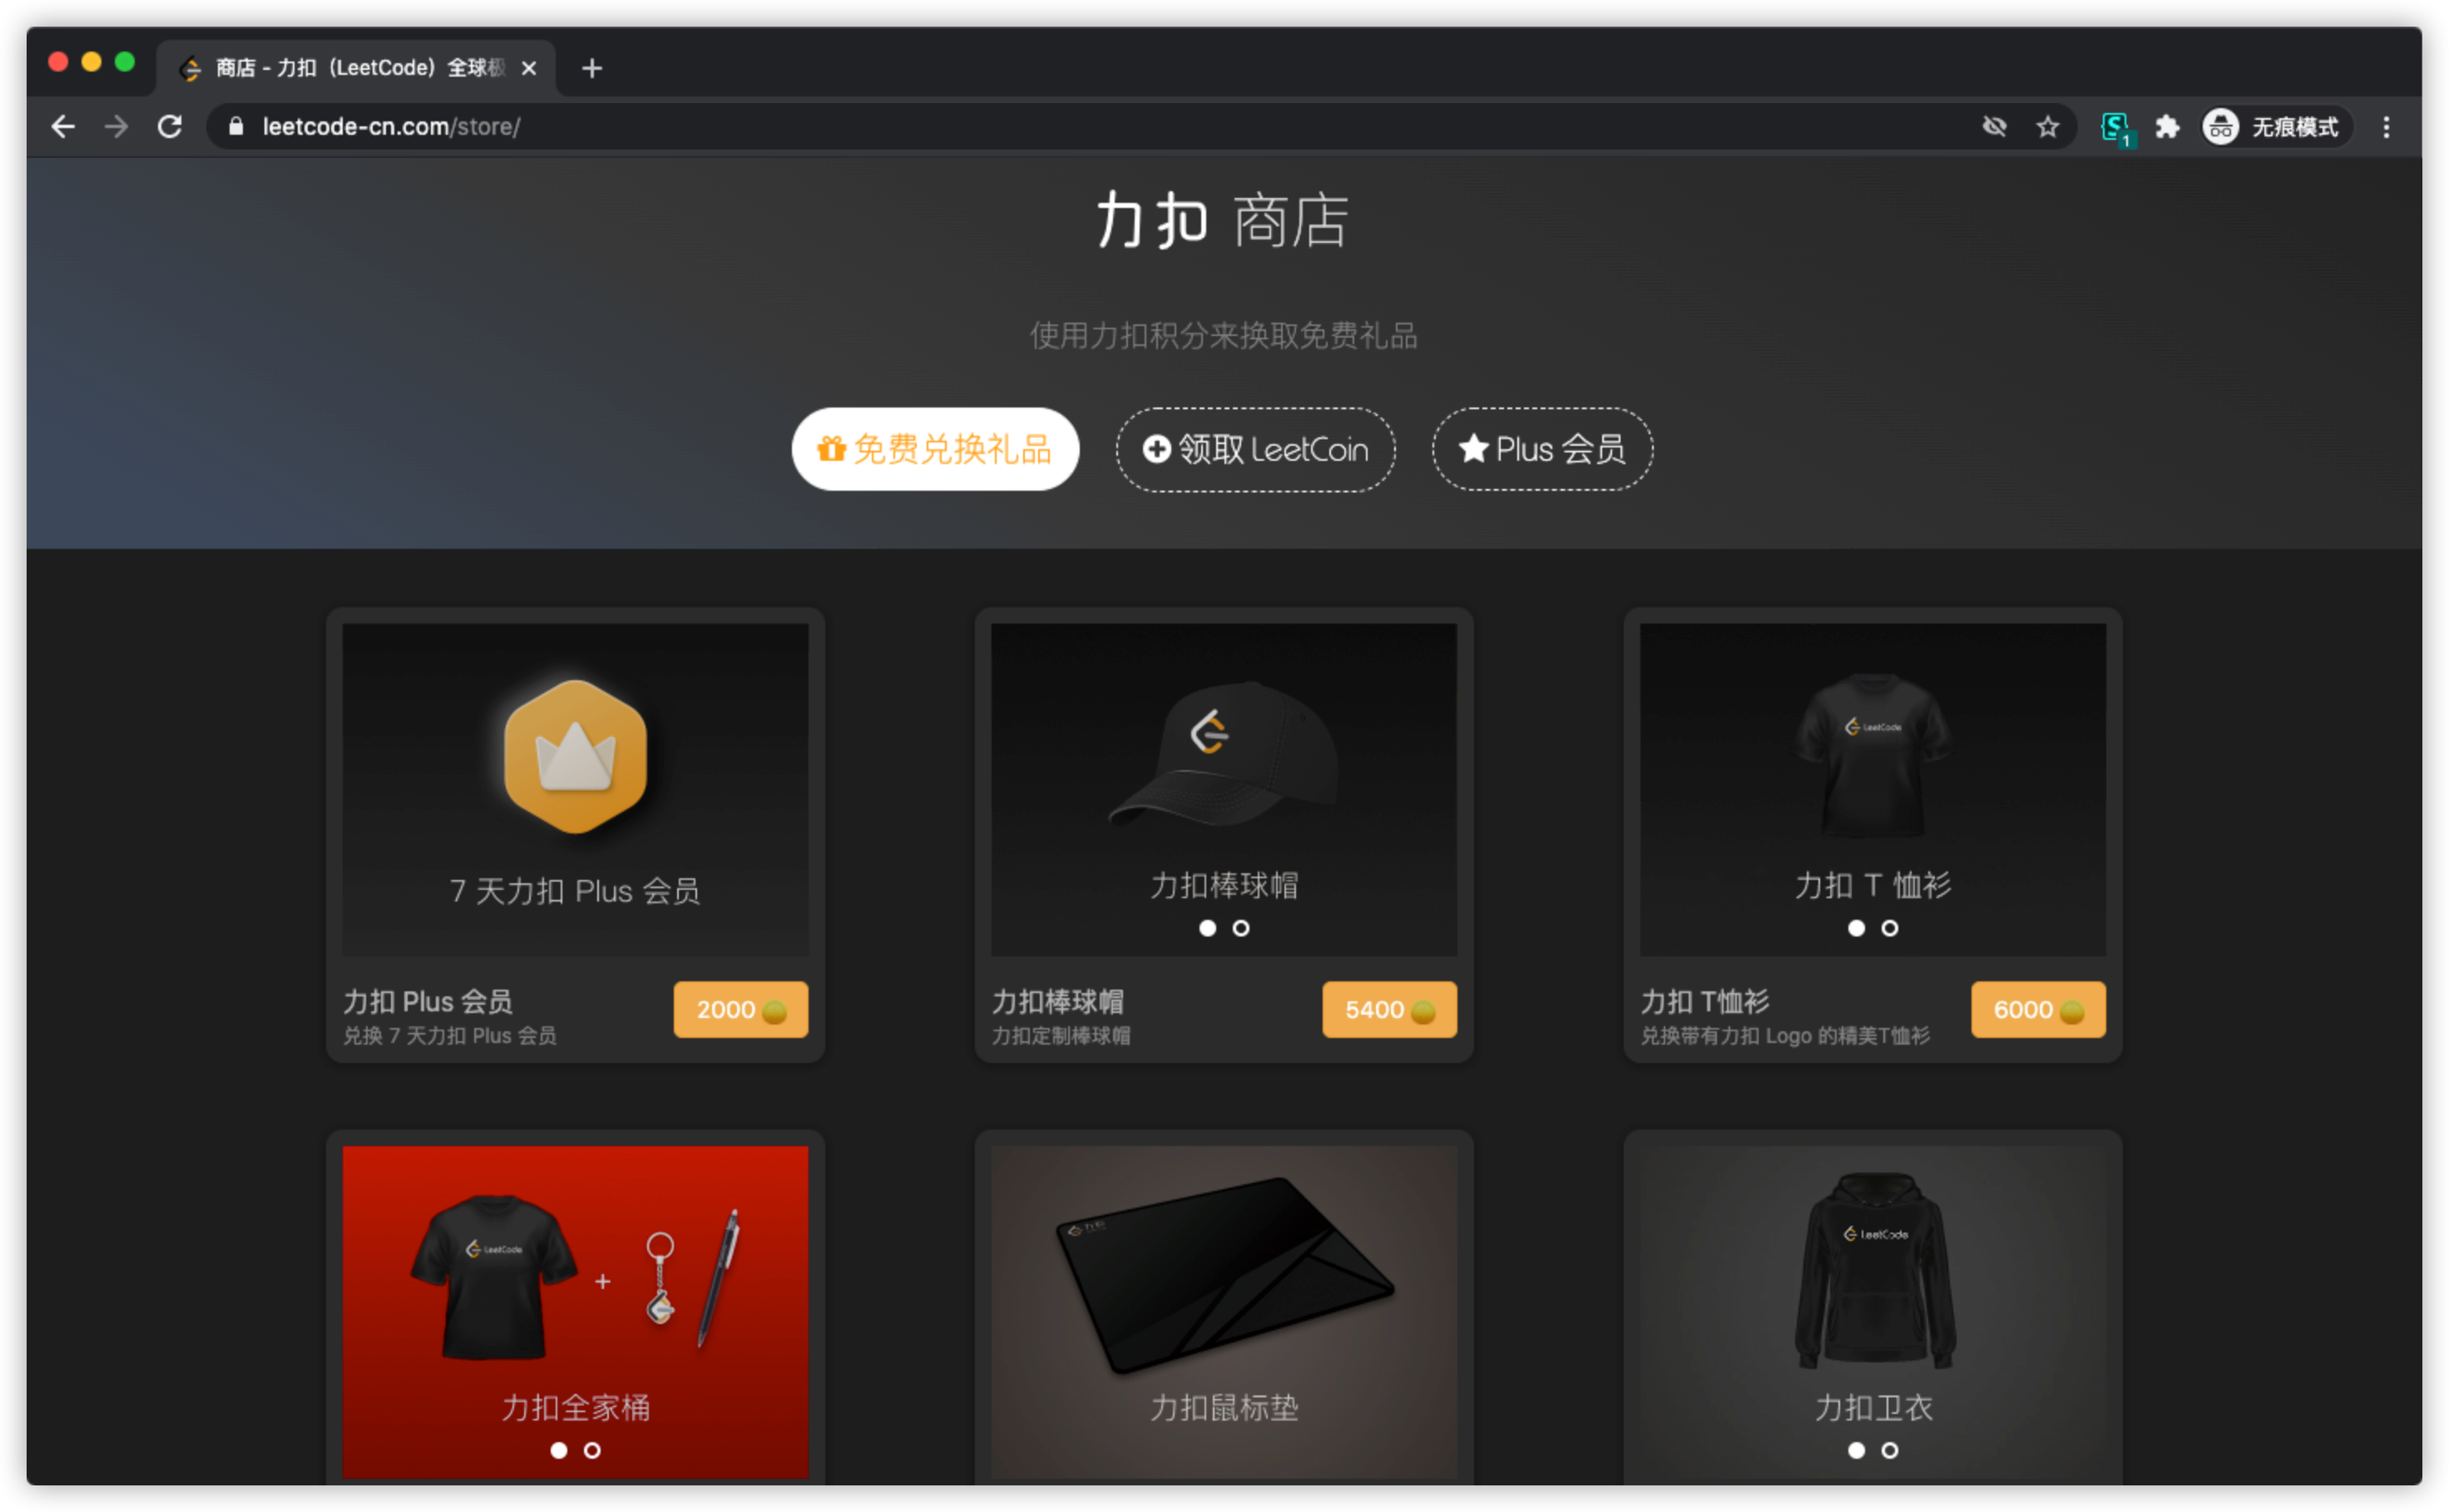 商店 - 力扣（LeetCode）全球极
leetcode-cn.com/store/
1
无痕模式
力扣 商店
使用力扣积分来换取免费礼品
免费兑换礼品
领取 LeetCoin
Plus 会员
7 天力扣 Plus 会员
力扣 Plus 会员
兑换 7 天力扣 Plus 会员
2000
力扣棒球帽
力扣棒球帽
力扣定制棒球帽
5400
LeetCode
力扣 T 恤衫
力扣 T恤衫
兑换带有力扣 Logo 的精美T恤衫
6000
LeetCode
+
力扣全家桶
力扣
力扣鼠标垫
LeetCode
力扣卫衣